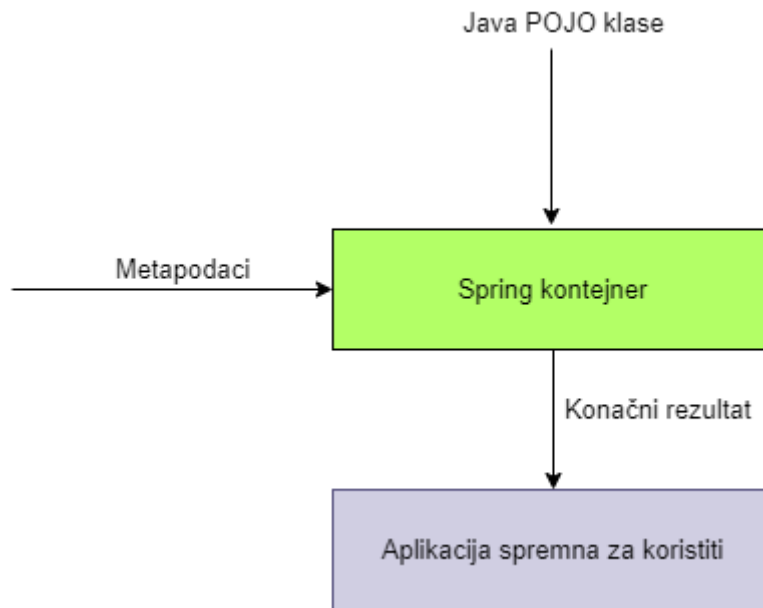 Java POJO klase
Metapodaci
Spring kontejner
Konačni rezultat
Aplikacija spremna za koristiti